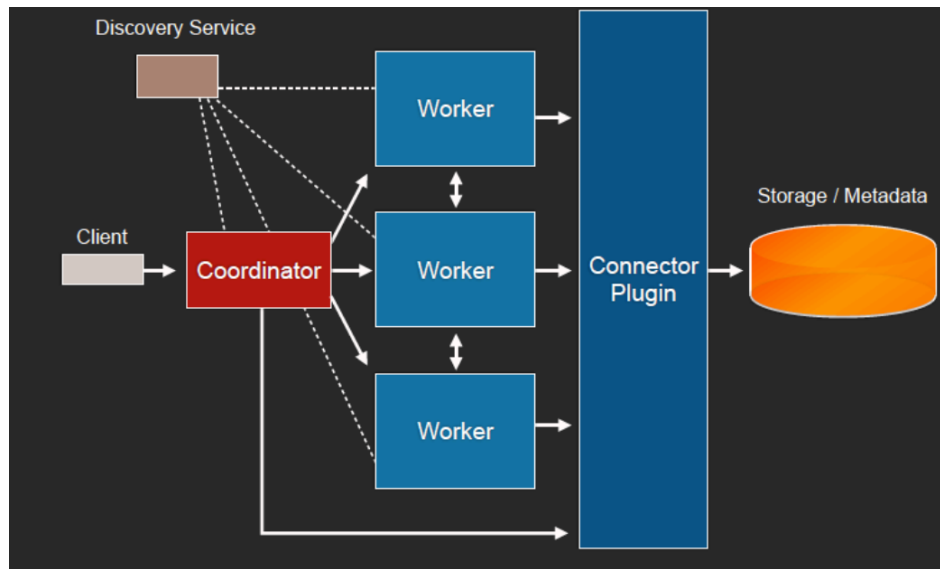 Discovery Service
Worker
Storage / Metadata
Client
Coordinator
Worker
Connector
Plugin
Worker